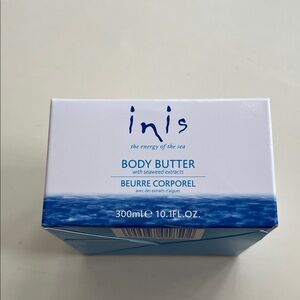 inis
the energy of the sea
BODY BUTTER
with seaweed extracts
BEURRE CORPOREL
avec des extraits d'algues
300ml℮ 10.1FL.OZ.